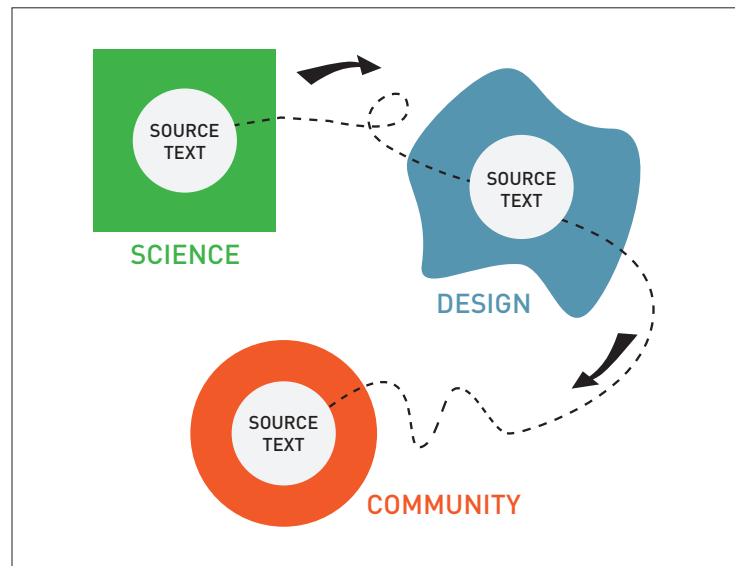 SOURCE
TEXT
SCIENCE
SOURCE
TEXT
DESIGN
SOURCE
TEXT
COMMUNITY